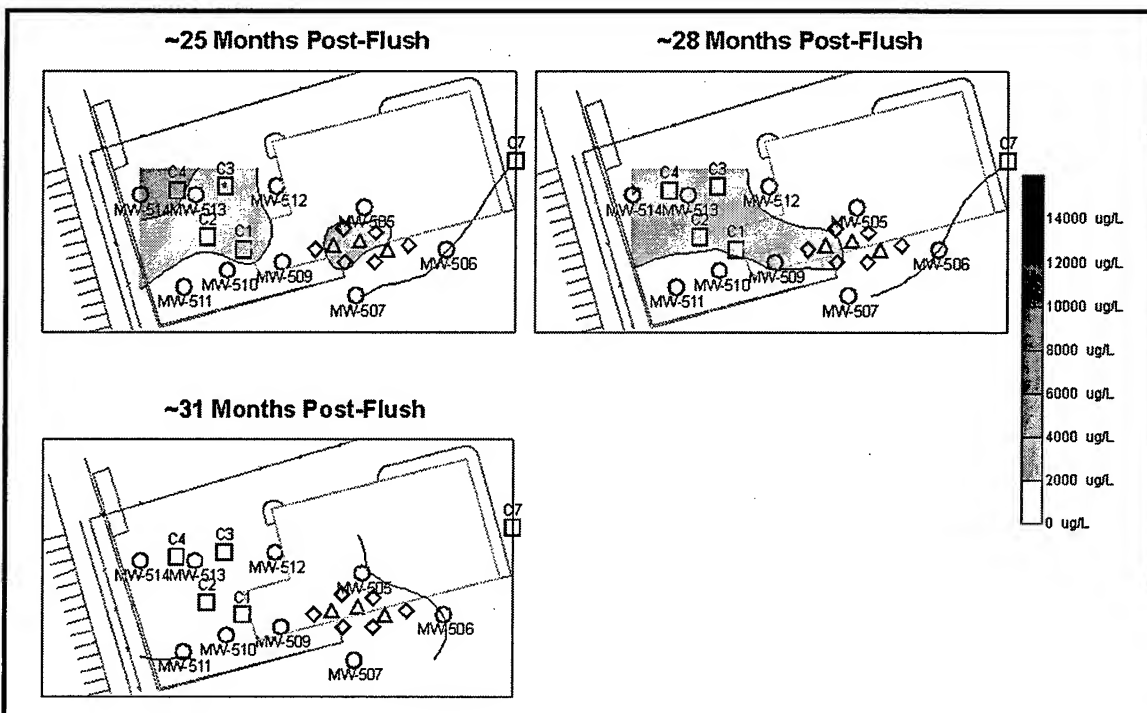 ~25 Months Post-Flush
~28 Months Post-Flush
C7
C4
C3
MW-514
MW-513
MW-512
C2
C1
MW-505
MW-506
MW-509
MW-510
MW-511
MW-507
C7
C4
C3
MW-514
MW-513
MW-512
C2
C1
MW-505
MW-506
MW-509
MW-510
MW-511
MW-507
14000 ug/L
12000 ug/L
10000 ug/L
8000 ug/L
6000 ug/L
4000 ug/L
2000 ug/L
0 ug/L
~31 Months Post-Flush
C7
C4
C3
MW-514
MW-513
MW-512
C2
C1
MW-505
MW-506
MW-509
MW-510
MW-511
MW-507